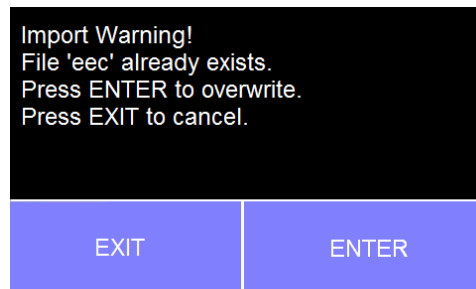 Import Warning!
File 'eec' already exists.
Press ENTER to overwrite.
Press EXIT to cancel.
EXIT
ENTER